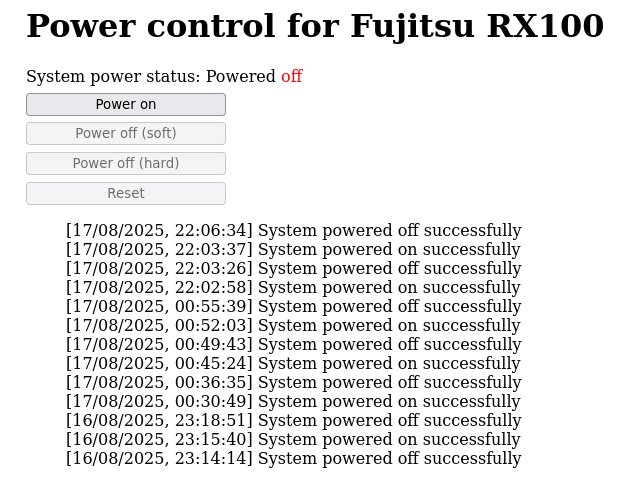 Power control for Fujitsu RX100
System power status: Powered off
Power on
Power off (soft)
Power off (hard)
Reset
[17/08/2025, 22:06:34] System powered off successfully
[17/08/2025, 22:03:37] System powered on successfully
[17/08/2025, 22:03:26] System powered off successfully
[17/08/2025, 22:02:58] System powered on successfully
[17/08/2025, 00:55:39] System powered off successfully
[17/08/2025, 00:52:03] System powered on successfully
[17/08/2025, 00:49:43] System powered off successfully
[17/08/2025, 00:45:24] System powered on successfully
[17/08/2025, 00:36:35] System powered off successfully
[17/08/2025, 00:30:49] System powered on successfully
[16/08/2025, 23:18:51] System powered off successfully
[16/08/2025, 23:15:40] System powered on successfully
[16/08/2025, 23:14:14] System powered off successfully